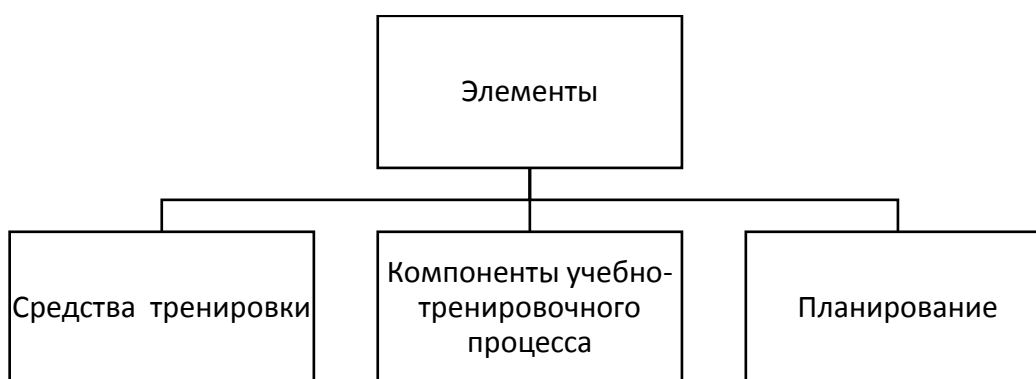 Элементы
Средства тренировки
Компоненты учебно-
тренировочного
процесса
Планирование